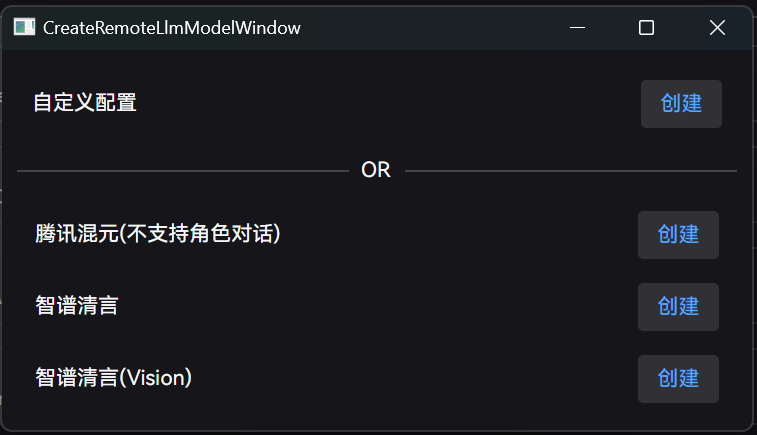 CreateRemoteLlmModelWindow
自定义配置 创建
OR
腾讯混元(不支持角色对话) 创建
智谱清言 创建
智谱清言(Vision) 创建